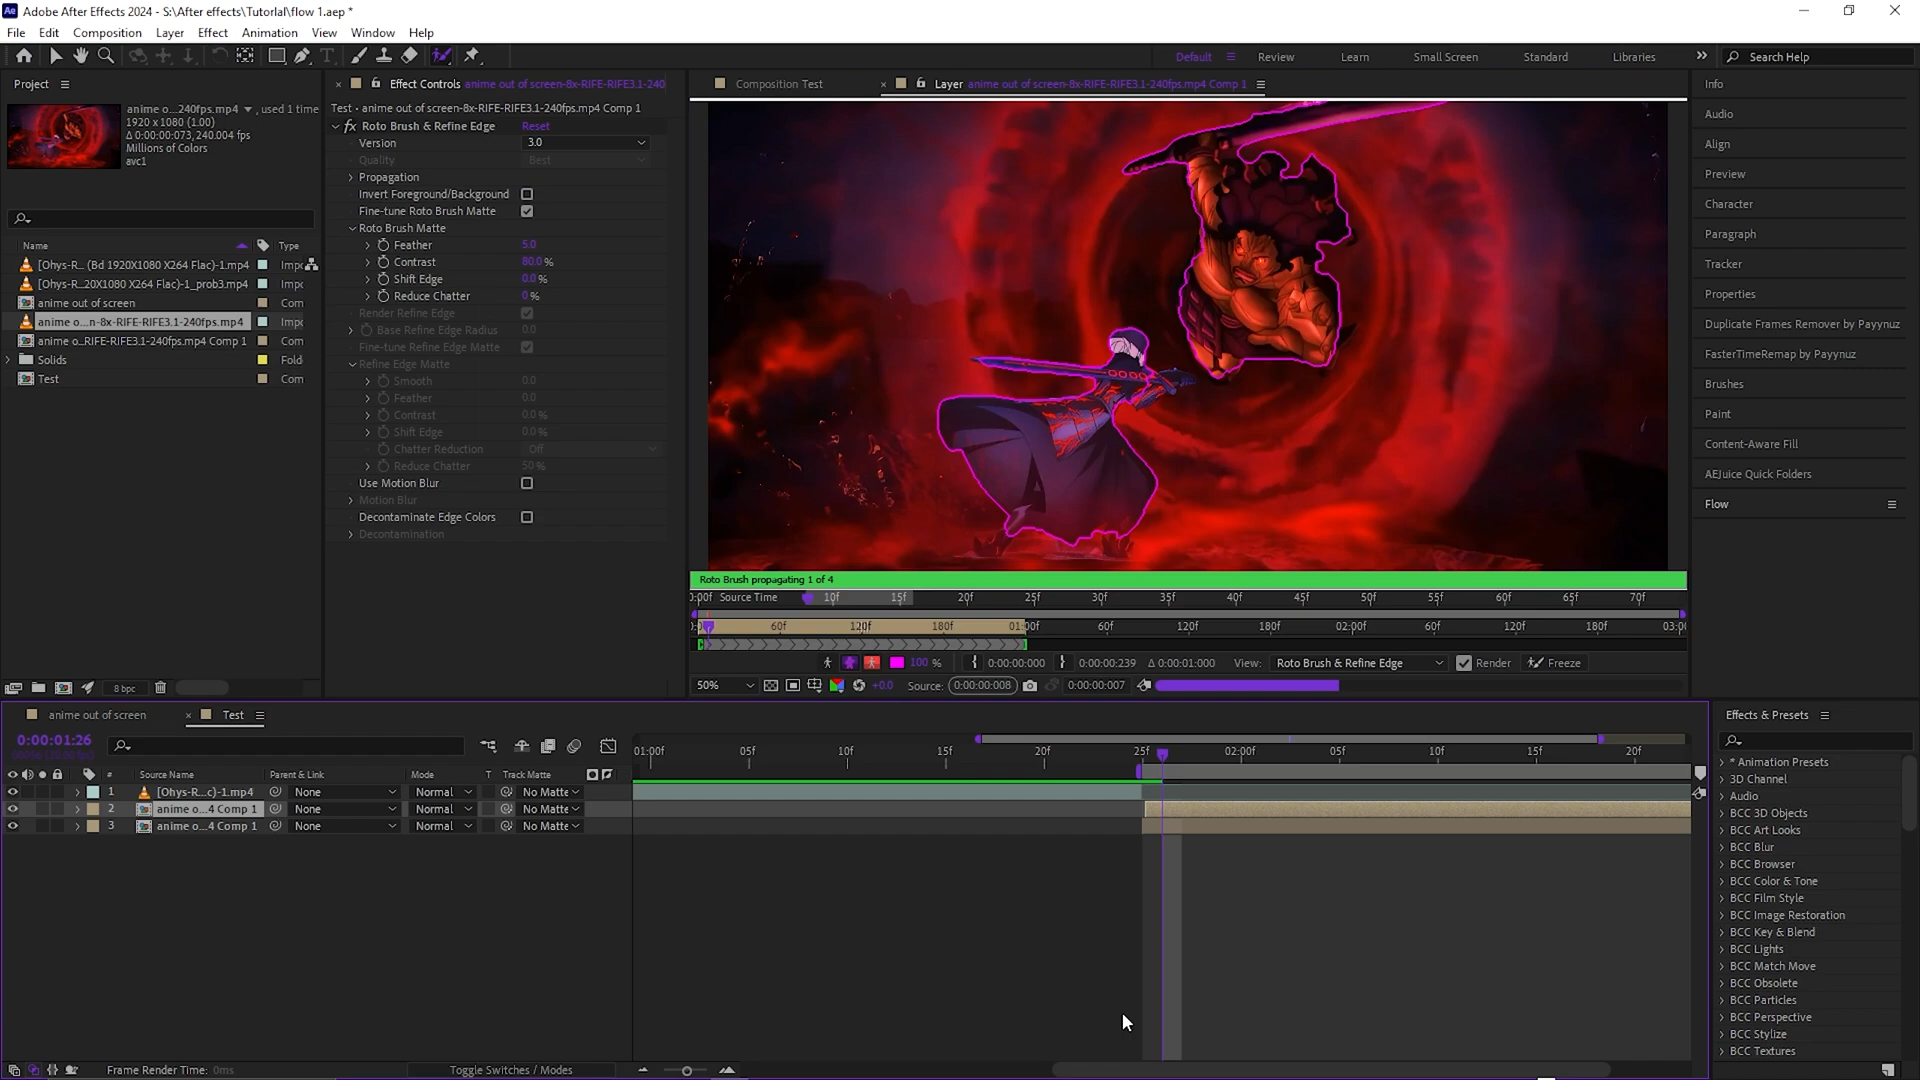 Adobe After Effects 2024 - S:\After effects\Tutorlal\flow 1.aep *
File Edit Composition Layer Effect Animation View Window Help
Default Review Learn Small Screen Standard Libraries Search Help
Project
anime o...240fps.mp4 , used 1 time
1920 x 1080 (1.00)
Δ 0:00:00:073, 240.004 fps
Millions of Colors
avc1
Name Type
[Ohys-R... (Bd 1920X1080 X264 Flac)-1.mp4 Impc
[Ohys-R...20X1080 X264 Flac)-1_prob3.mp4 Impc
anime out of screen Com
anime o...n-8x-RIFE-RIFE3.1-240fps.mp4 Impc
anime o...RIFE-RIFE3.1-240fps.mp4 Comp 1 Com
Solids Fold
Test Com
8 bpc
Effect Controls anime out of screen-8x-RIFE-RIFE3.1-240
Test • anime out of screen-8x-RIFE-RIFE3.1-240fps.mp4 Comp 1
fx Roto Brush & Refine Edge Reset
Version 3.0
Quality Best
Propagation
Invert Foreground/Background
Fine-tune Roto Brush Matte
Roto Brush Matte
Feather 5.0
Contrast 80.0 %
Shift Edge 0.0 %
Reduce Chatter 0 %
Render Refine Edge
Base Refine Edge Radius 0.0
Fine-tune Refine Edge Matte
Refine Edge Matte
Smooth 0.0
Feather 0.0
Contrast 0.0 %
Shift Edge 0.0 %
Chatter Reduction Off
Reduce Chatter 50 %
Use Motion Blur
Motion Blur
Decontaminate Edge Colors
Decontamination
Composition Test
Layer anime out of screen-8x-RIFE-RIFE3.1-240fps.mp4 Comp 1
Roto Brush propagating 1 of 4
0:00f Source Time 10f 15f 20f 25f 30f 35f 40f 45f 50f 55f 60f 65f 70f
60f 120f 180f 01:00f 60f 120f 180f 02:00f 60f 120f 180f 03:0
100 % 0:00:00:000 0:00:00:239 Δ 0:00:01:000 View: Roto Brush & Refine Edge Render Freeze
50% +0.0 Source: 0:00:00:008 0:00:00:007
Info
Audio
Align
Preview
Character
Paragraph
Tracker
Properties
Duplicate Frames Remover by Payynuz
FasterTimeRemap by Payynuz
Brushes
Paint
Content-Aware Fill
AEJuice Quick Folders
Flow
anime out of screen Test
0:00:01:26
01:00f 05f 10f 15f 20f 25f 02:00f 05f 10f 15f 20f
# Source Name Parent & Link Mode T Track Matte
1 [Ohys-R...c)-1.mp4 None Normal No Matte
2 anime o...4 Comp 1 None Normal No Matte
3 anime o...4 Comp 1 None Normal No Matte
Frame Render Time: 0ms Toggle Switches / Modes
Effects & Presets
* Animation Presets
3D Channel
Audio
BCC 3D Objects
BCC Art Looks
BCC Blur
BCC Browser
BCC Color & Tone
BCC Film Style
BCC Image Restoration
BCC Key & Blend
BCC Lights
BCC Match Move
BCC Obsolete
BCC Particles
BCC Perspective
BCC Stylize
BCC Textures